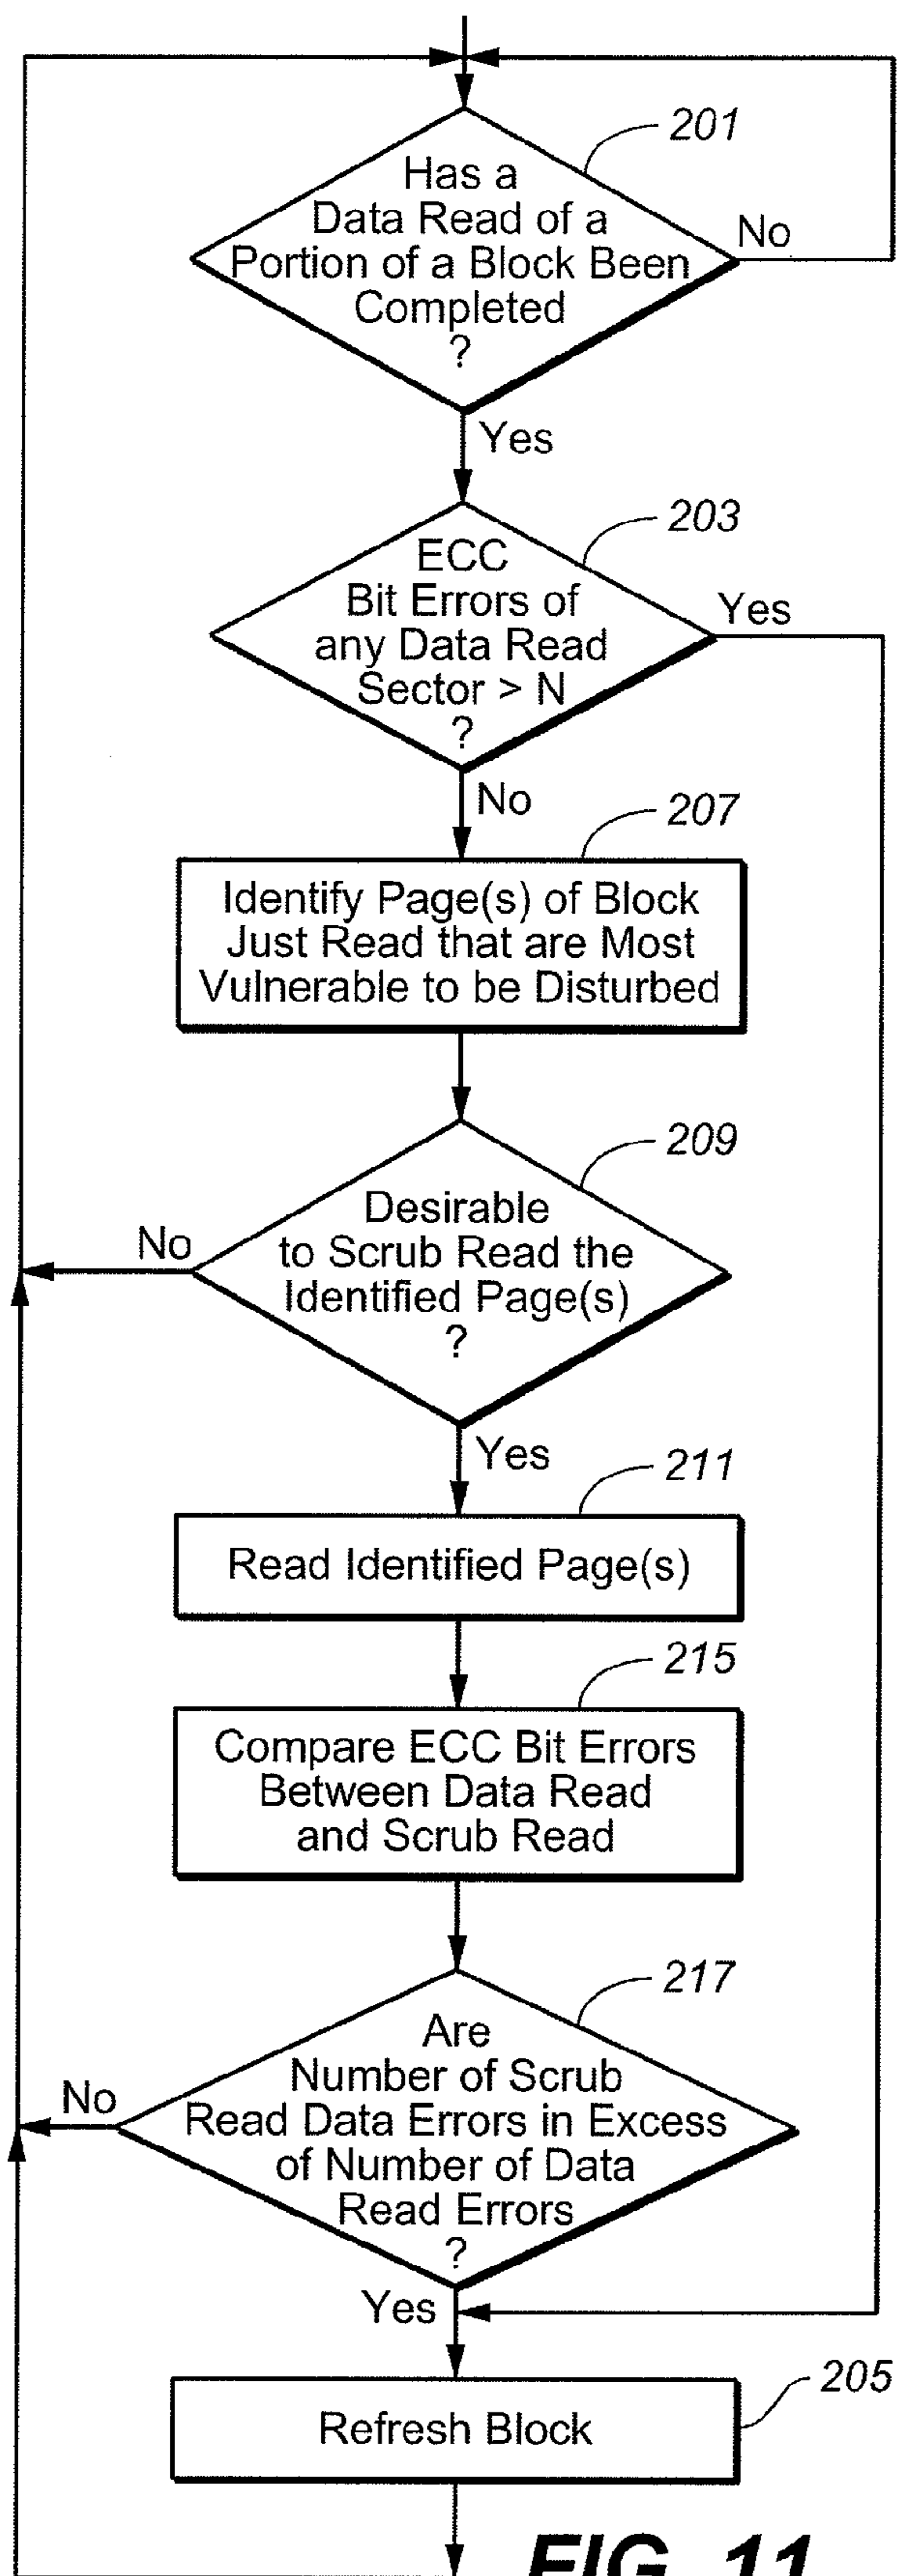 201
Has a
Data Read of a
Portion of a Block Been
Completed
?
No
Yes
203
ECC
Bit Errors of
any Data Read
Sector > N
?
Yes
No
207
Identify Page(s) of Block
Just Read that are Most
Vulnerable to be Disturbed
209
Desirable
to Scrub Read the
Identified Page(s)
?
No
Yes
211
Read Identified Page(s)
215
Compare ECC Bit Errors
Between Data Read
and Scrub Read
217
Are
Number of Scrub
Read Data Errors in Excess
of Number of Data
Read Errors
?
No
Yes
205
Refresh Block
FIG. 11